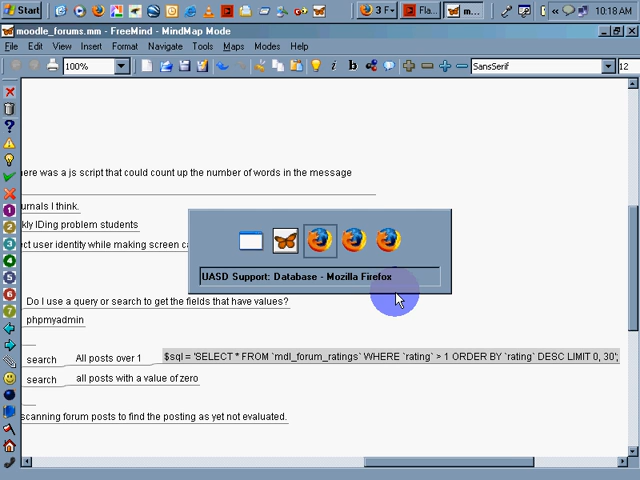 Start
3 F
Fla...
m...
10:18 AM
moodle_forums.mm - FreeMind - MindMap Mode
File Edit View Insert Format Navigate Tools Maps Modes Help
100%
SansSerif
12
here was a js script that could count up the number of words in the message
urnals I think.
kly IDing problem students
ct user identity while making screen ca
UASD Support: Database - Mozilla Firefox
Do I use a query or search to get the fields that have values?
phpmyadmin
search All posts over 1 $sql = 'SELECT * FROM `mdl_forum_ratings` WHERE `rating` > 1 ORDER BY `rating` DESC LIMIT 0, 30';
search all posts with a value of zero
scanning forum posts to find the posting as yet not evaluated.